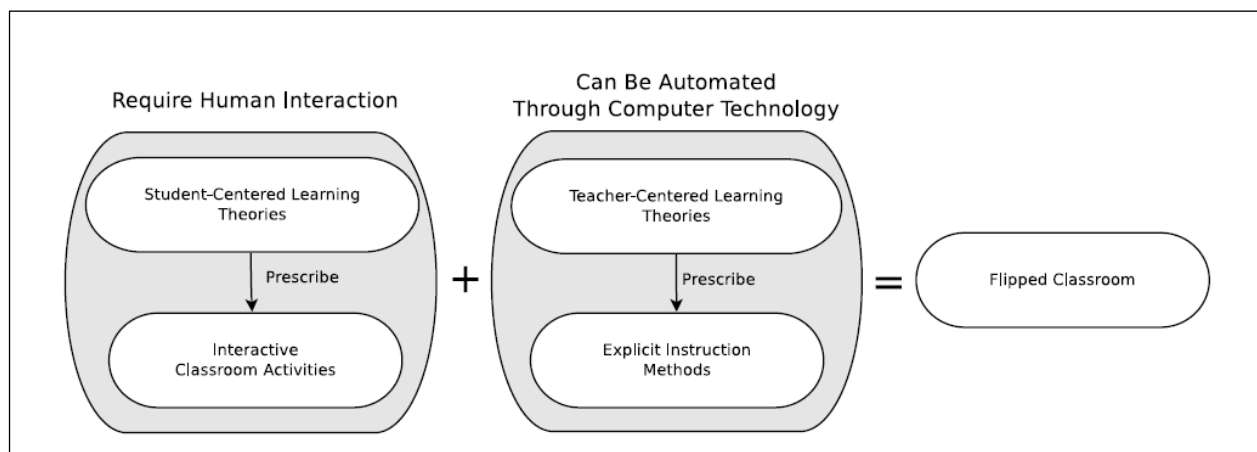 Require Human Interaction
Can Be Automated
Through Computer Technology
Student-Centered Learning
Theories
Prescribe
Interactive
Classroom Activities
+
Teacher-Centered Learning
Theories
Prescribe
Explicit Instruction
Methods
=
Flipped Classroom